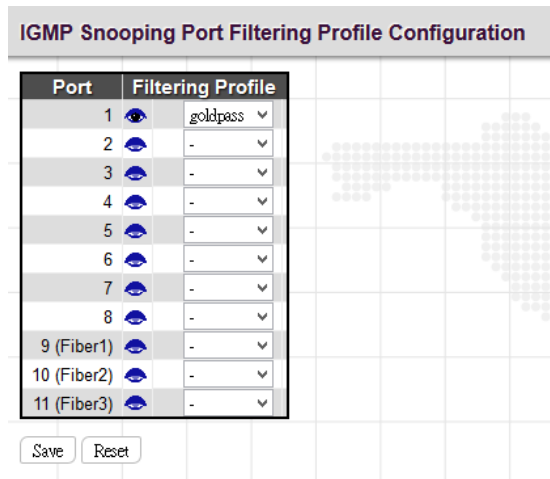 IGMP Snooping Port Filtering Profile Configuration
Port Filtering Profile
1 goldpass
2 -
3 -
4 -
5 -
6 -
7 -
8 -
9 (Fiber1) -
10 (Fiber2) -
11 (Fiber3) -
Save Reset